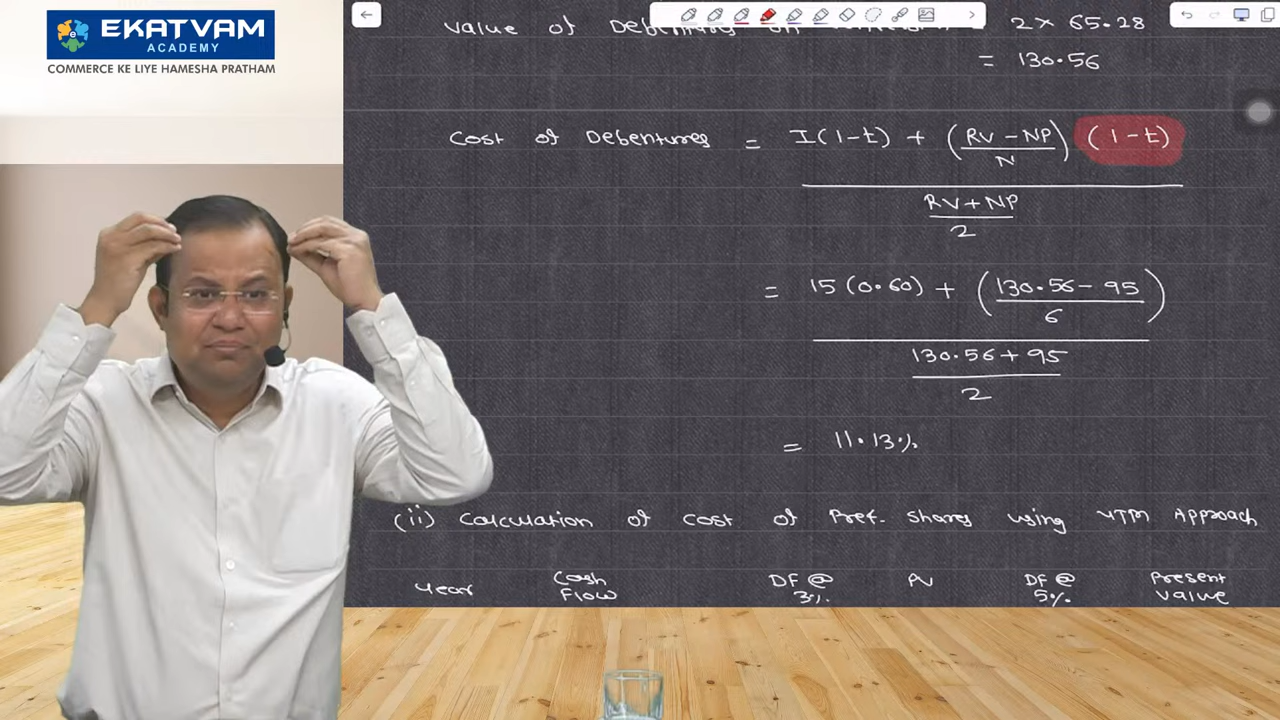 EKATVAM
ACADEMY
COMMERCE KE LIYE HAMESHA PRATHAM
Value of 2 × 65.28
= 130.56
Cost of Debentures = I(1-t) + (RV-NP/N) (1-t)
RV+NP/2
= 15(0.60) + (130.56-95/6)
130.56+95/2
= 11.13%
(ii) Calculation of cost of Pref. Shares using YTM Approach
Year Cash Flow DF @ 3% PV DF @ 5% Present Value